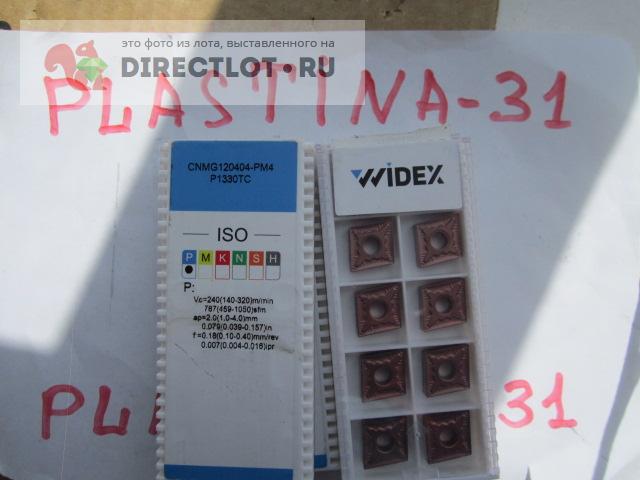 это фото из лота, выставленного на
DIRECTLOT.RU
PLASTINA-31
CNMG120404-PM4
P1330TC
WIDEX
ISO
P M K N S H
P:
Vc=240(140-320)m/min
787(459-1050)sfm
ap=2.0(1.0-4.0)mm
0.079(0.039-0.157)in
f=0.18(0.10-0.40)mm/rev
0.007(0.004-0.016)ipr